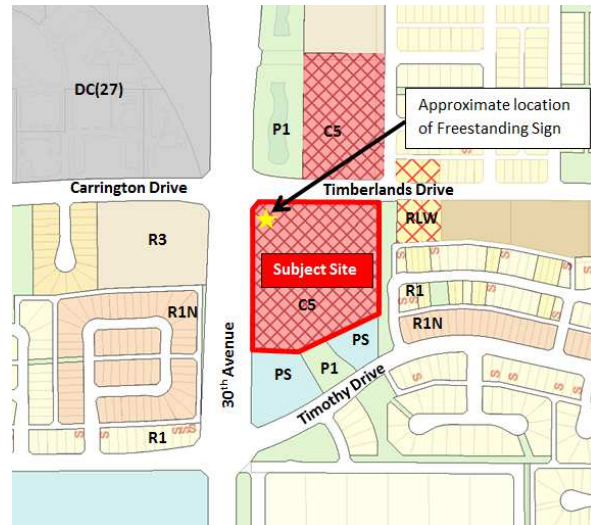 DC(27)
P1
C5
Approximate location
of Freestanding Sign
Carrington Drive
Timberlands Drive
R3
RLW
Subject Site
C5
R1
S
S
S
S
S
S
S
R1N
R1N
PS
PS
P1
30th Avenue
Timothy Drive
S
S
S
S
R1
S
SS
S
S